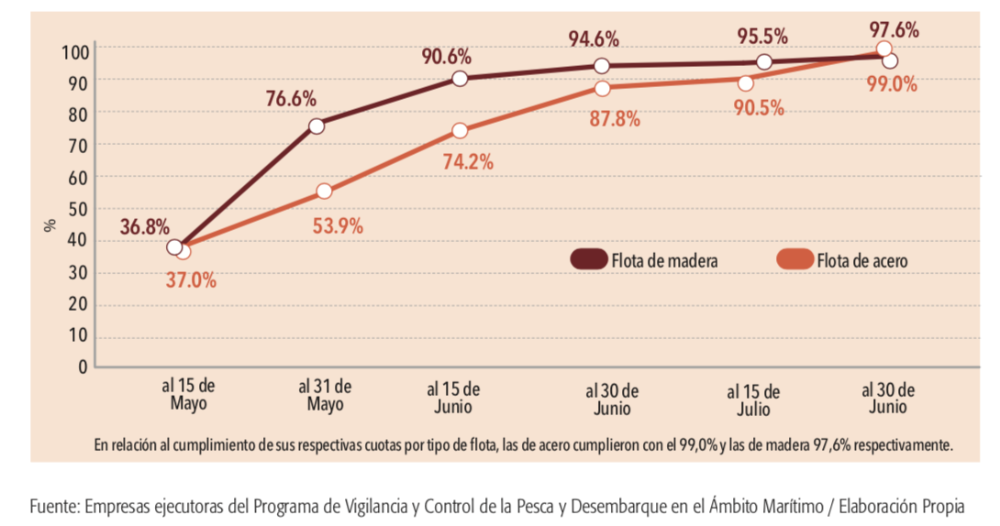 97.6%
95.5%
94.6%
90.6%
100
90
99.0%
76.6%
90.5%
80
87.8%
70
74.2%
60
50
%
36.8%
53.9%
40
Flota de madera
Flota de acero
37.0%
30
20
10
0
al 15 de
Mayo
al 31 de
Mayo
al 15 de
Junio
al 30 de
Junio
al 15 de
Julio
al 30 de
Junio
En relación al cumplimiento de sus respectivas cuotas por tipo de flota, las de acero cumplieron con el 99,0% y las de madera 97,6% respectivamente.
Fuente: Empresas ejecutoras del Programa de Vigilancia y Control de la Pesca y Desembarque en el Ámbito Marítimo / Elaboración Propia